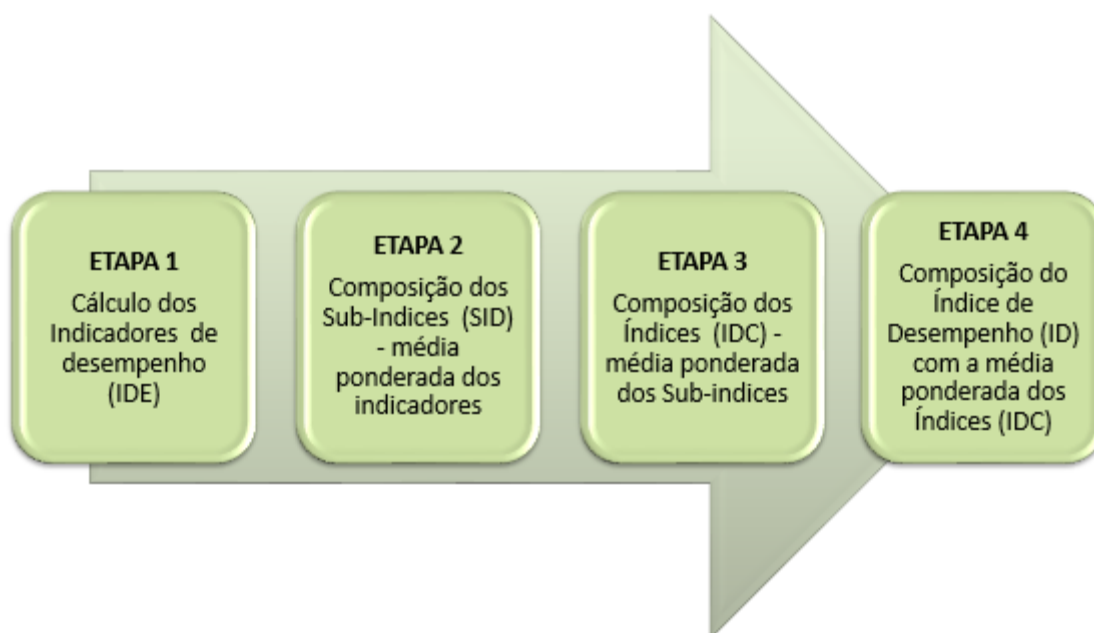 ETAPA 1
Cálculo dos
Indicadores de
desempenho
(IDE)
ETAPA 2
Composição dos
Sub-Indices (SID)
- média
ponderada dos
indicadores
ETAPA 3
Composição dos
Índices (IDC) -
média ponderada
dos Sub-indices
ETAPA 4
Composição do
Índice de
Desempenho (ID)
com a média
ponderada dos
Índices (IDC)